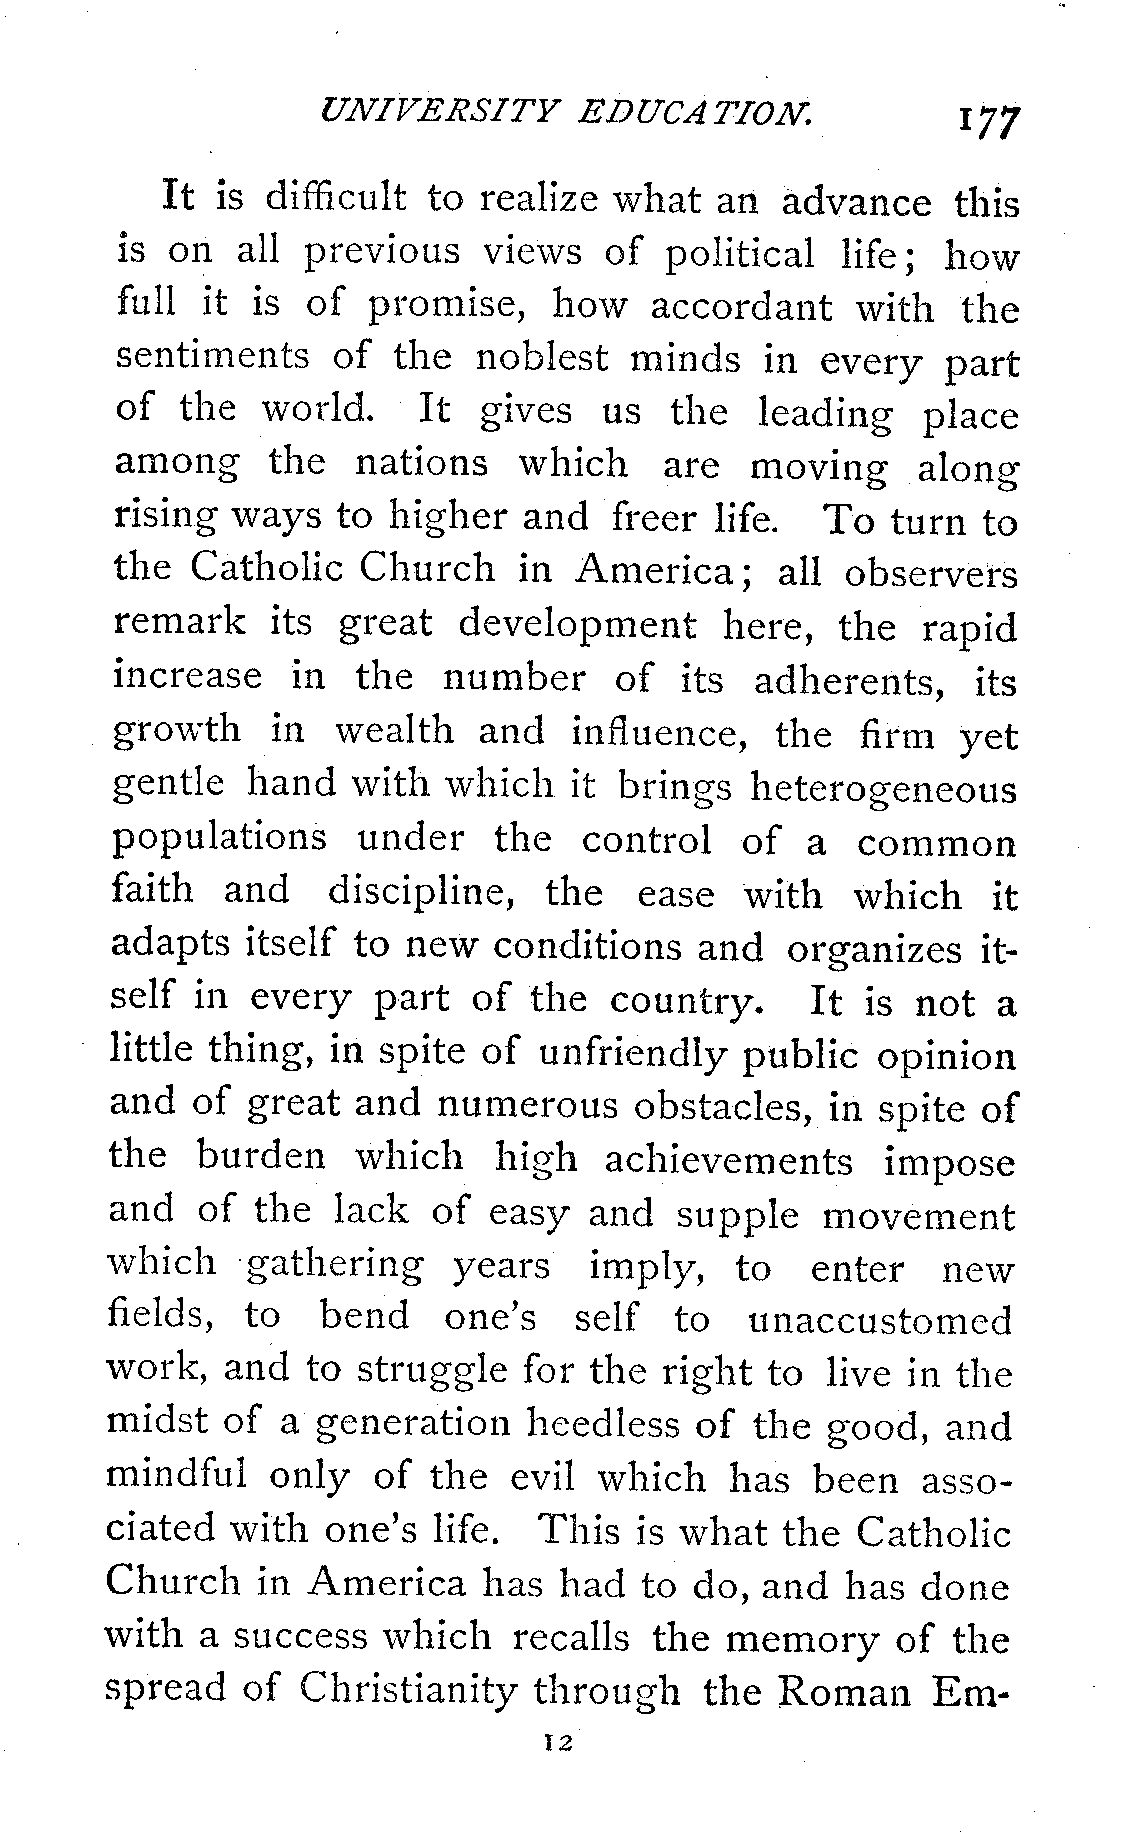 UNIVERSITY EDUCATION. 177
It is difficult to realize what an advance this
is on all previous views of political life; how
full it is of promise, how accordant with the
sentiments of the noblest minds in every part
of the world. It gives us the leading place
among the nations which are moving along
rising ways to higher and freer life. To turn to
the Catholic Church in America; all observers
remark its great development here, the rapid
increase in the number of its adherents, its
growth in wealth and influence, the firm yet
gentle hand with which it brings heterogeneous
populations under the control of a common
faith and discipline, the ease with which it
adapts itself to new conditions and organizes it-
self in every part of the country. It is not a
little thing, in spite of unfriendly public opinion
and of great and numerous obstacles, in spite of
the burden which high achievements impose
and of the lack of easy and supple movement
which gathering years imply, to enter new
fields, to bend one's self to unaccustomed
work, and to struggle for the right to live in the
midst of a generation heedless of the good, and
mindful only of the evil which has been asso-
ciated with one's life. This is what the Catholic
Church in America has had to do, and has done
with a success which recalls the memory of the
spread of Christianity through the Roman Em-
12